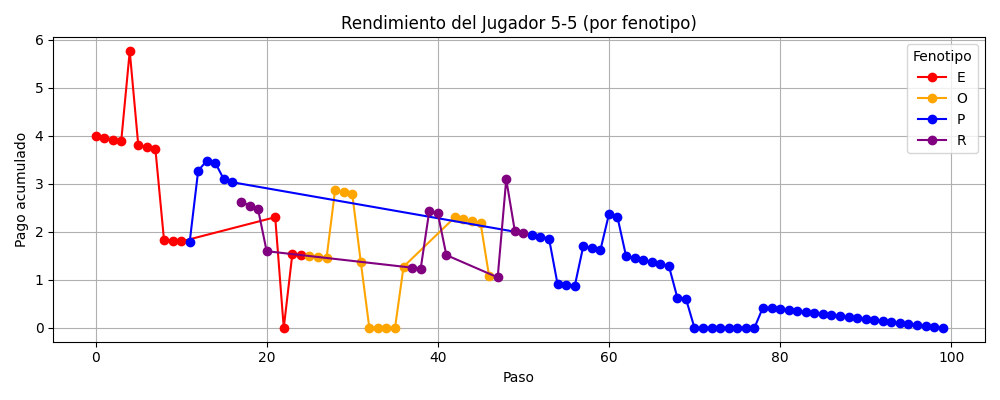 Rendimiento del Jugador 5-5 (por fenotipo)
Pago acumulado
6
5
4
3
2
1
0
0
20
40
60
80
100
Paso
Fenotipo
E
O
P
R